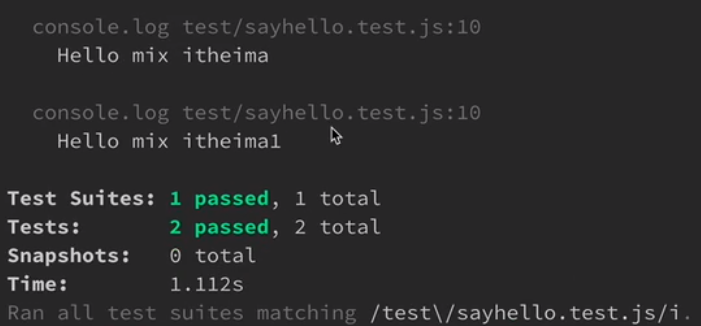 console.log test/sayhello.test.js:10
Hello mix itheima
console.log test/sayhello.test.js:10
Hello mix itheima1
Test Suites: 1 passed, 1 total
Tests: 2 passed, 2 total
Snapshots: 0 total
Time: 1.112s
Ran all test suites matching /test\/sayhello.test.js/i.